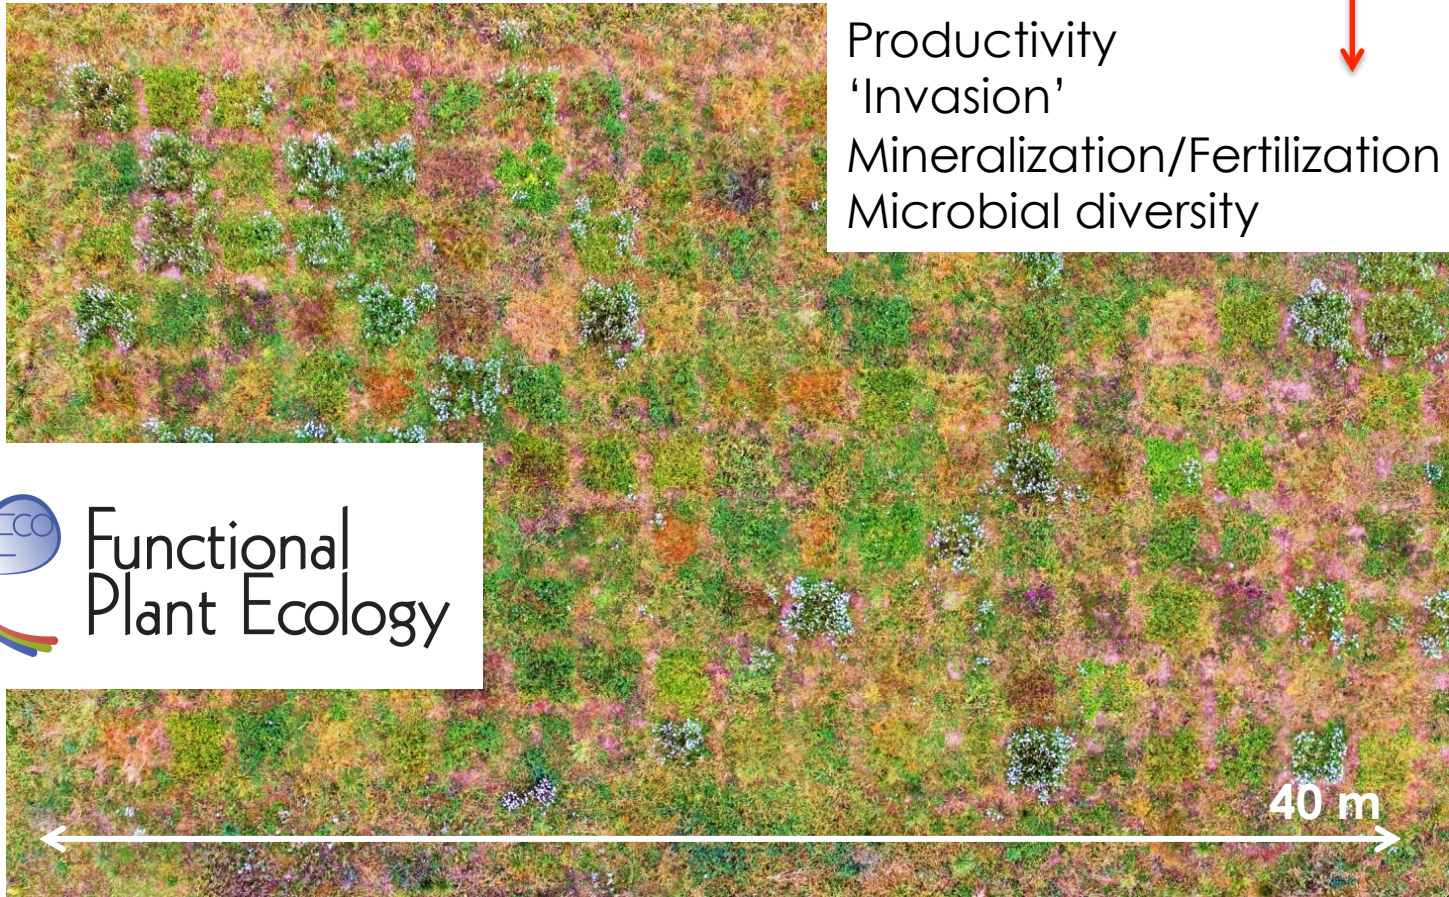 Productivity
‘Invasion’
Mineralization/Fertilization
Microbial diversity
ECO
Functional
Plant Ecology
40 m